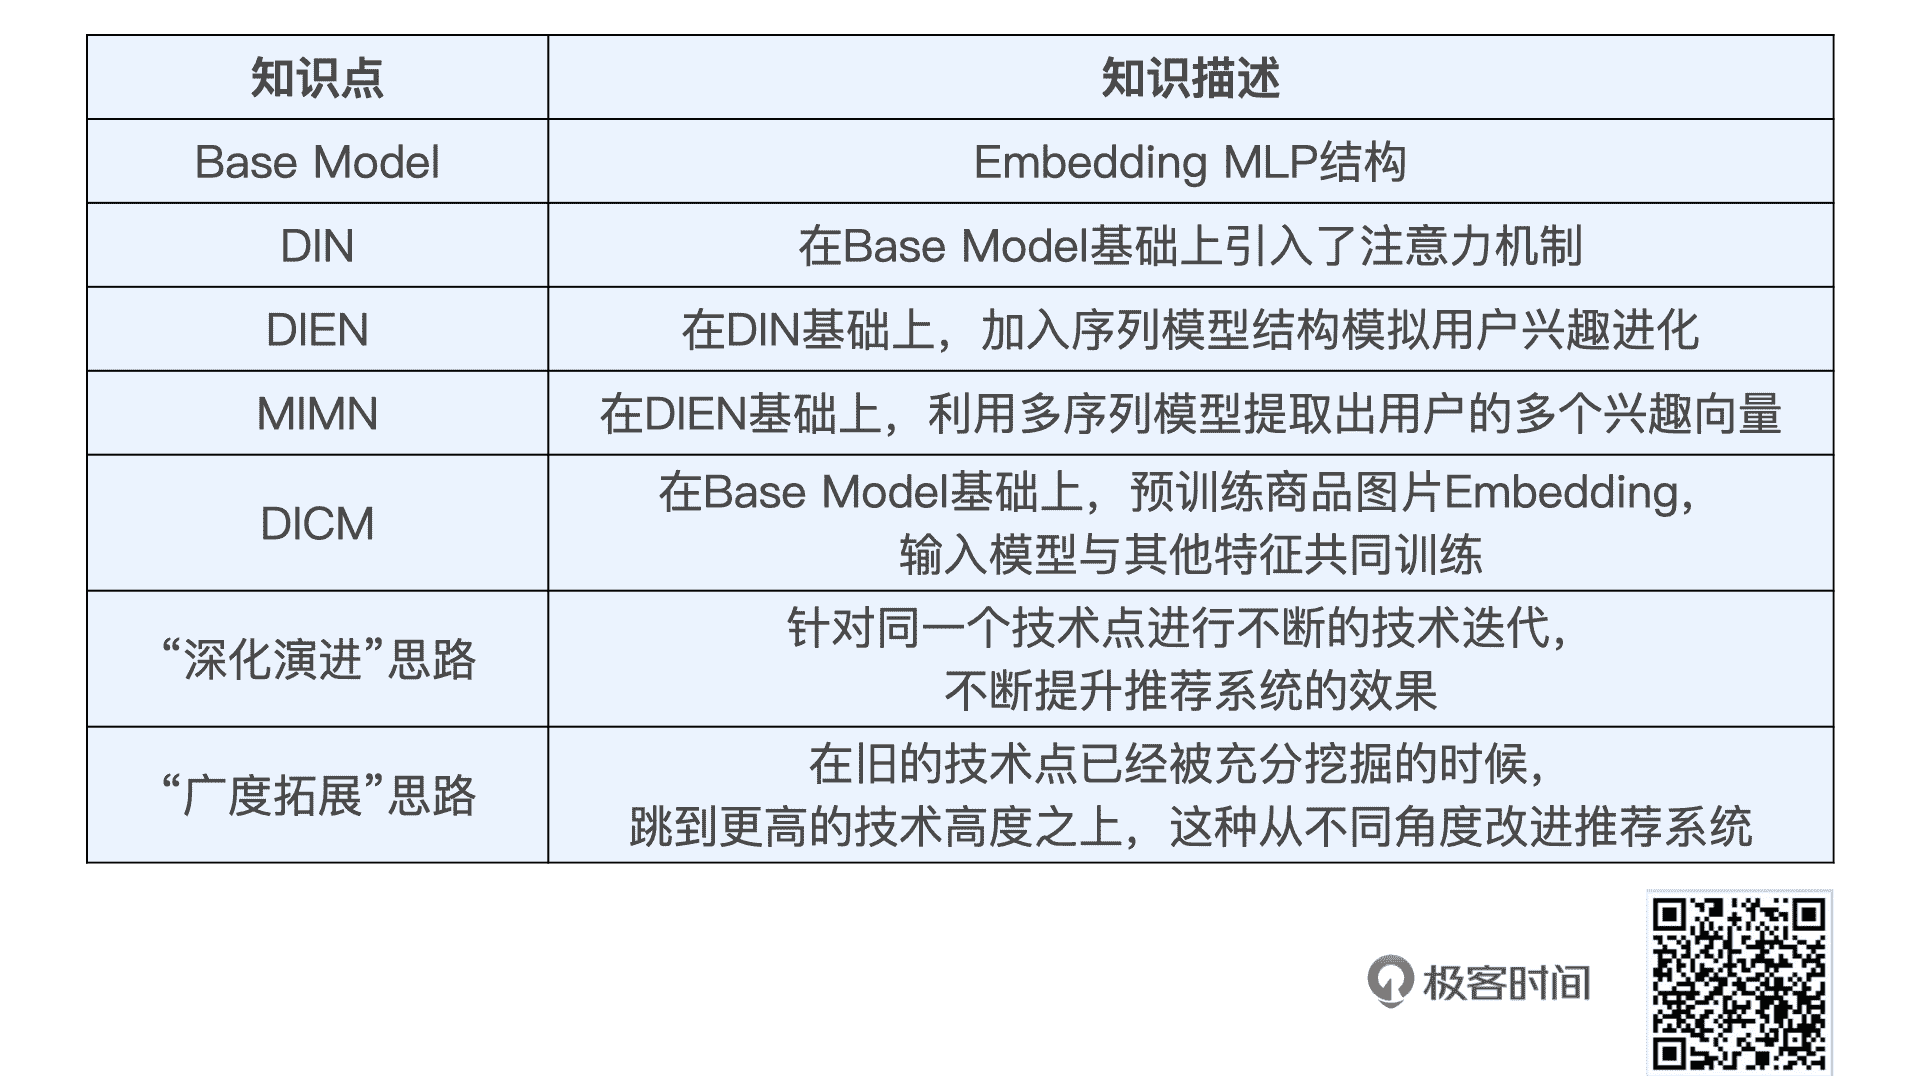 知识点
知识描述
Base Model
Embedding MLP结构
DIN
在Base Model基础上引入了注意力机制
DIEN
在DIN基础上，加入序列模型结构模拟用户兴趣进化
MIMN
在DIEN基础上，利用多序列模型提取出用户的多个兴趣向量
DICM
在Base Model基础上，预训练商品图片Embedding，
输入模型与其他特征共同训练
“深化演进”思路
针对同一个技术点进行不断的技术迭代，
不断提升推荐系统的效果
“广度拓展”思路
在旧的技术点已经被充分挖掘的时候，
跳到更高的技术高度之上，这种从不同角度改进推荐系统
极客时间